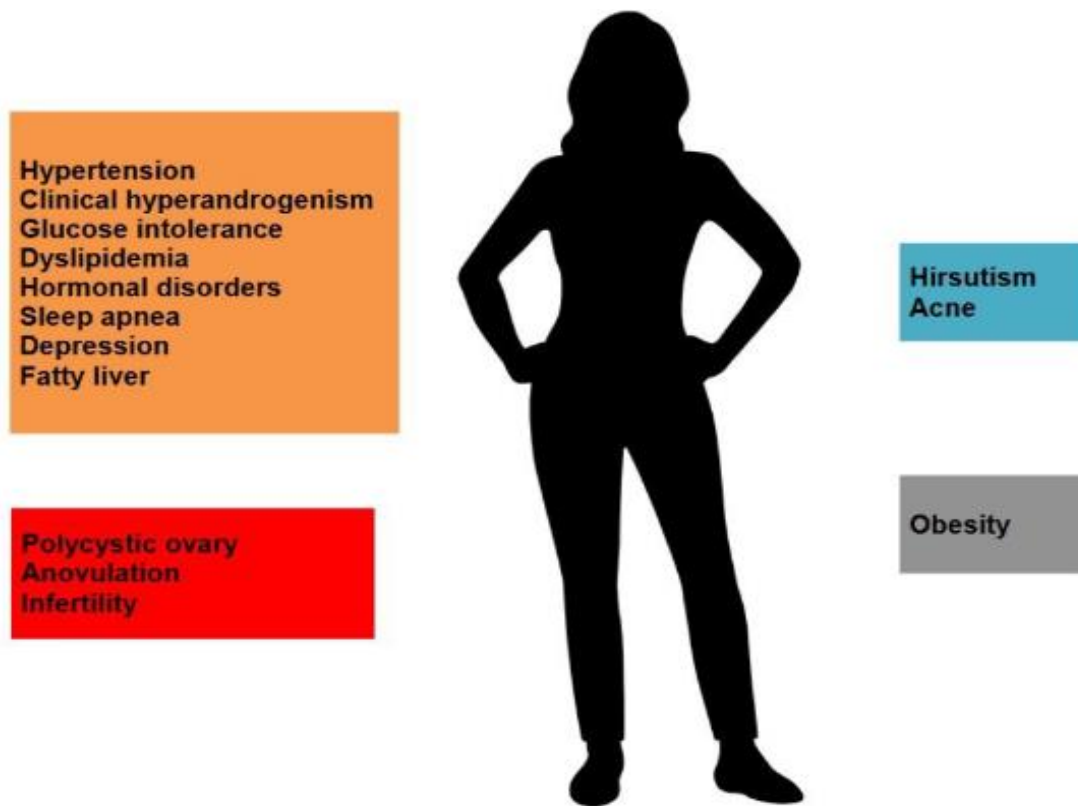 Hypertension
Clinical hyperandrogenism
Glucose intolerance
Dyslipidemia
Hormonal disorders
Sleep apnea
Depression
Fatty liver
Polycystic ovary
Anovulation
Infertility
Hirsutism
Acne
Obesity